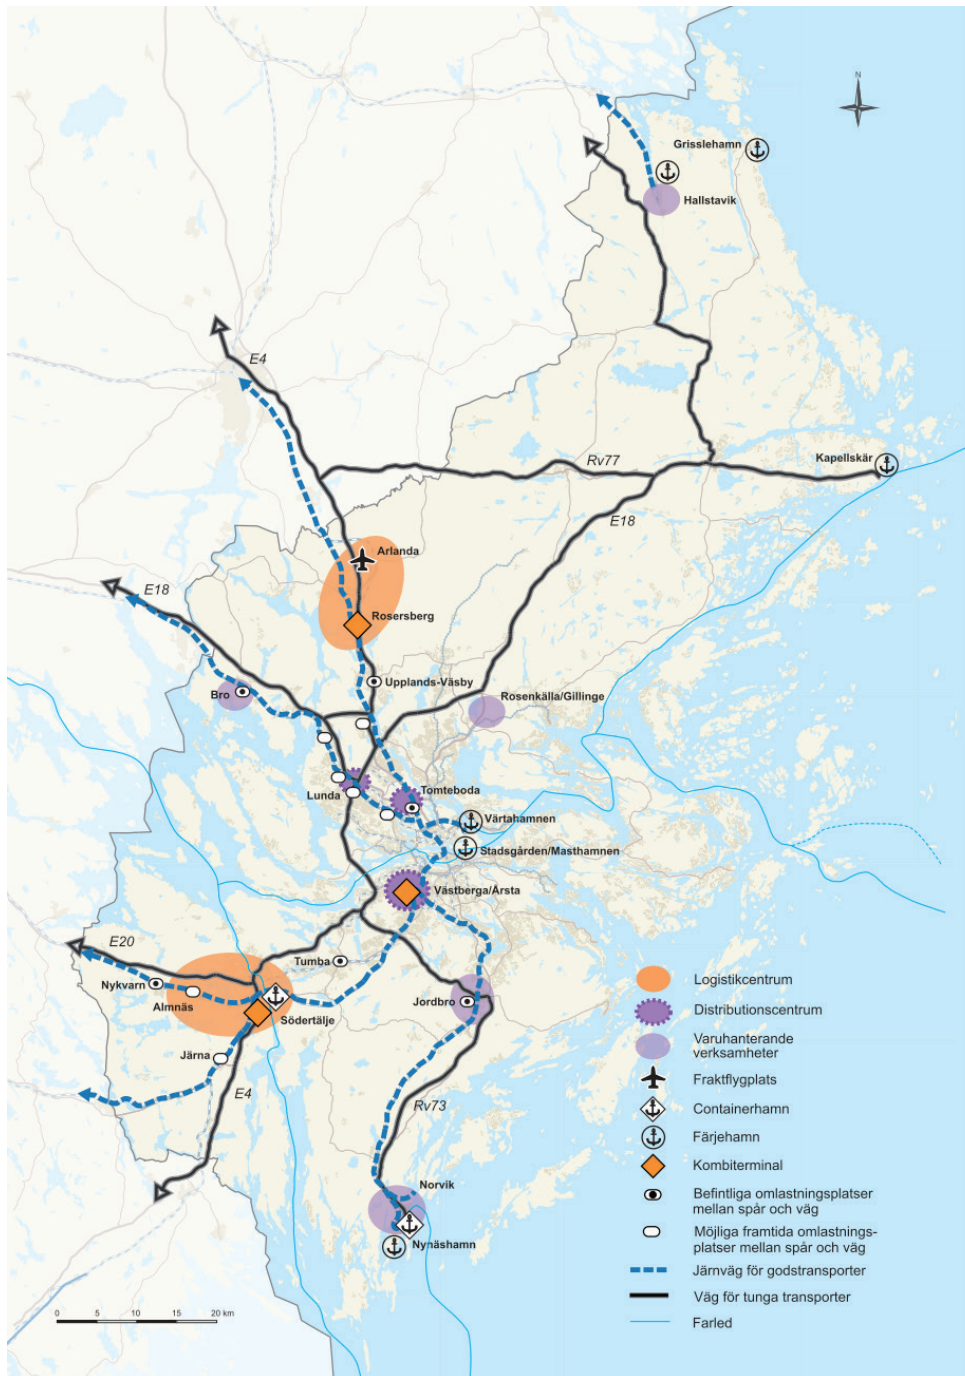 N
Grisslehamn
Hallstavik
E4
Rv77
Kapellskär
E18
Arlanda
E18
Rosersberg
Upplands-Väsby
Bro
Rosenkälla/Gillinge
Lunda
Tomteboda
Värtahamnen
Stadsgården/Masthamnen
Västberga/Årsta
E20
Tumba
Nykvarn
Almnäs
Södertälje
Jordbro
Järna
E4
Rv73
Norvik
Nynäshamn
Logistikcentrum
Distributionscentrum
Varuhanterande
verksamheter
Fraktflygplats
Containerhamn
Färjehamn
Kombiterminal
Befintliga omlastningsplatser
mellan spår och väg
Möjliga framtida omlastnings-
platser mellan spår och väg
Järnväg för godstransporter
Väg för tunga transporter
Farled
0 5 10 15 20 km